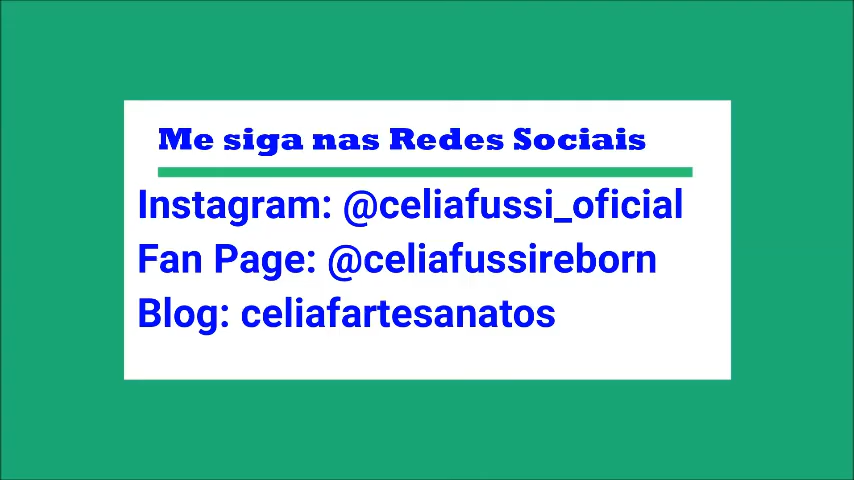 Me siga nas Redes Sociais
Instagram: @celiafussi_oficial
Fan Page: @celiafussireborn
Blog: celiafartesanatos